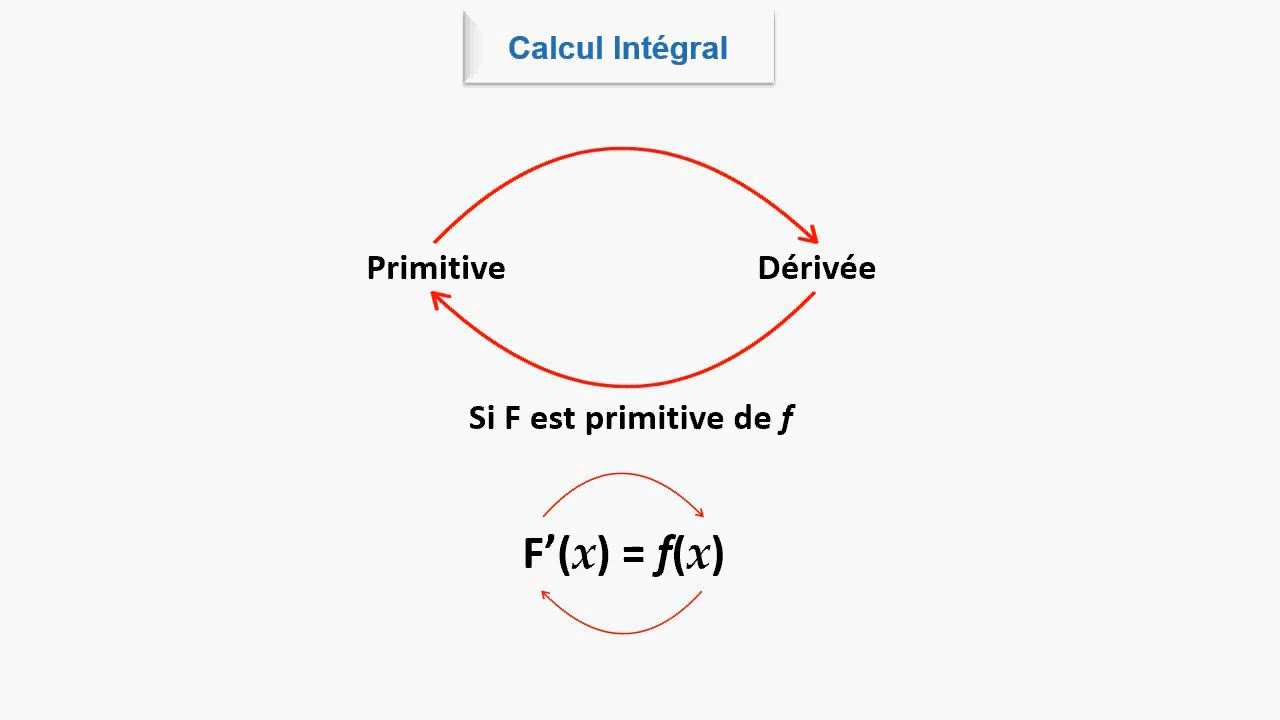 Calcul Intégral
Primitive Dérivée
Si F est primitive de f
F’(x) = f(x)